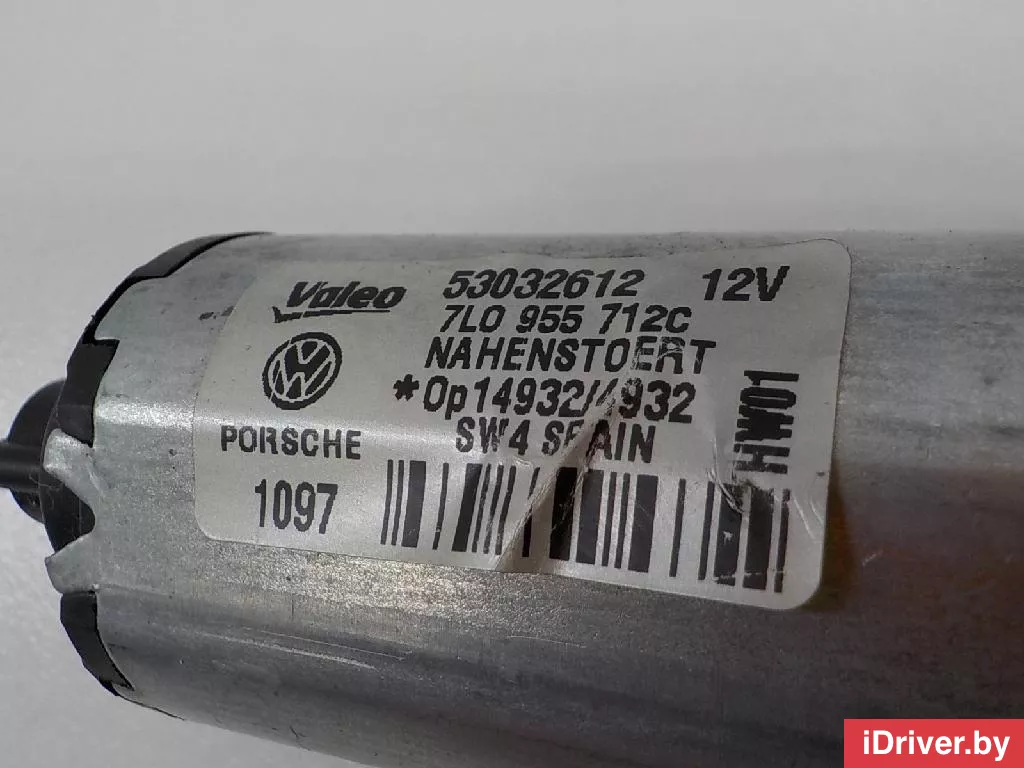 Valeo 53032612 12V
7L0 955 712C
NAHENSTOERT
*0p14932/4932
PORSCHE SW4 SPAIN
1097
HW01
iDriver.by